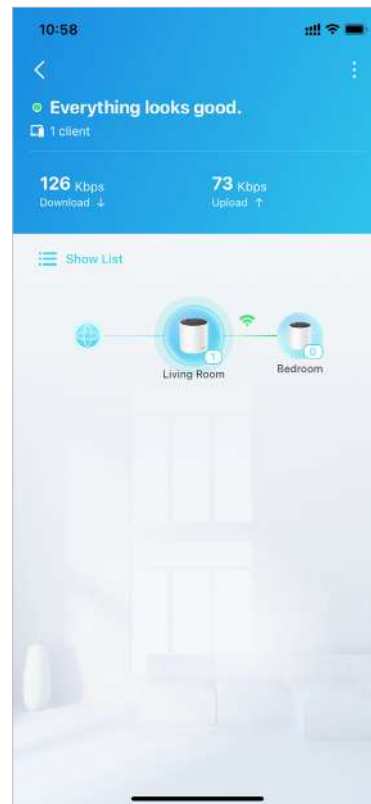 10:58
Everything looks good.
1 client
126 Kbps
Download ↓
73 Kbps
Upload ↑
Show List
1
0
Living Room
Bedroom